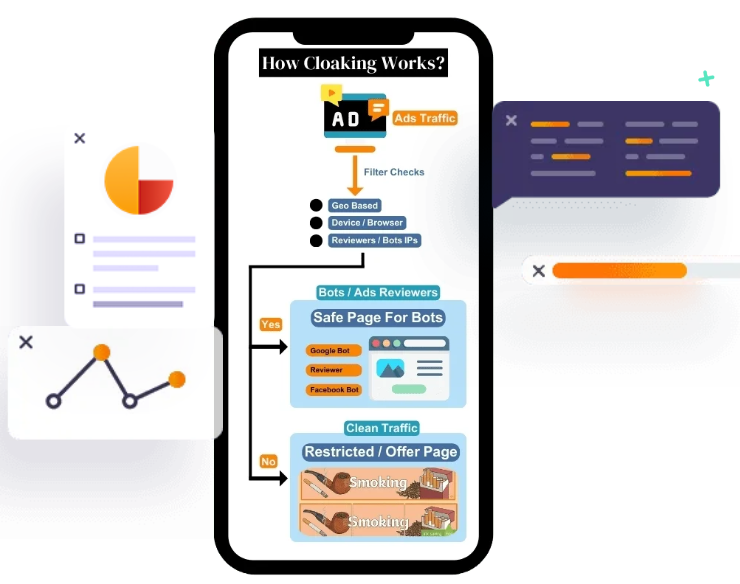 How Cloaking Works?
AD
Ads Traffic
Filter Checks
Geo Based
Device / Browser
Reviewers / Bots IPs
Bots / Ads Reviewers
Yes
Safe Page For Bots
Google Bot
Reviewer
Facebook Bot
Clean Traffic
No
Restricted / Offer Page
Smoking
Smoking